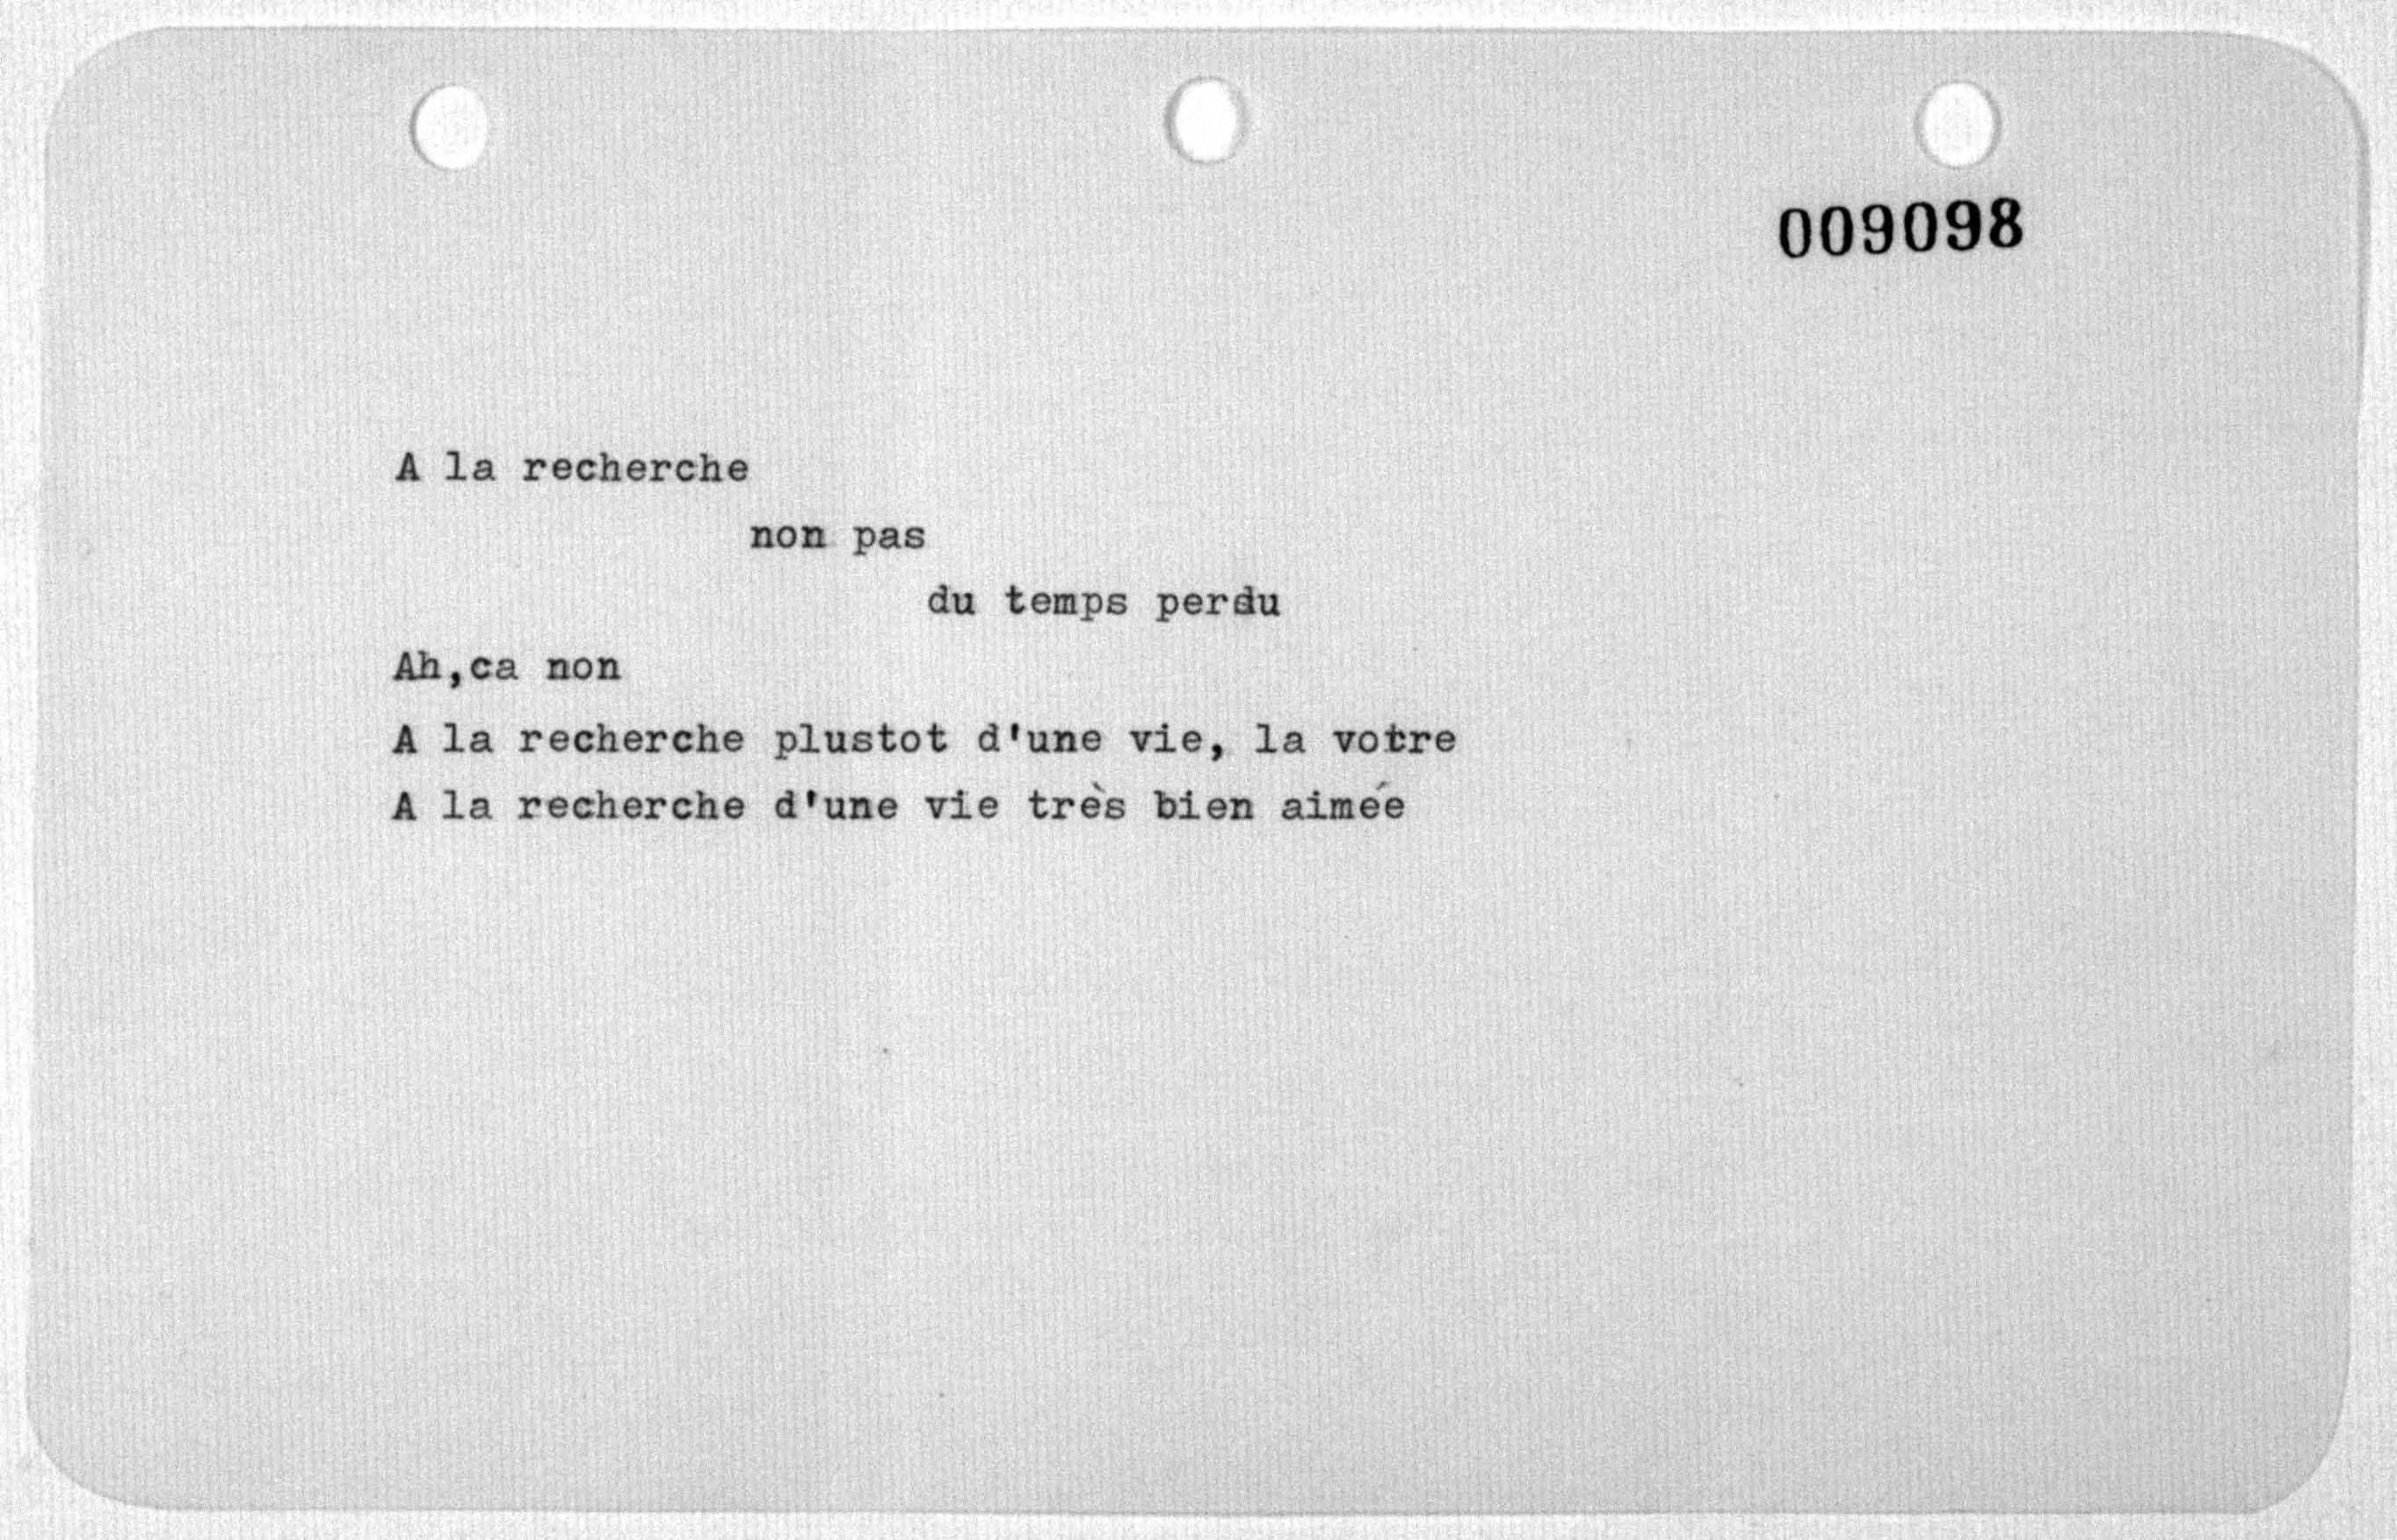 009098
A la recherche
non pas
du temps perdu
Ah,ca non
A la recherche plustot d'une vie, la votre
A la recherche d'une vie très bien aimée